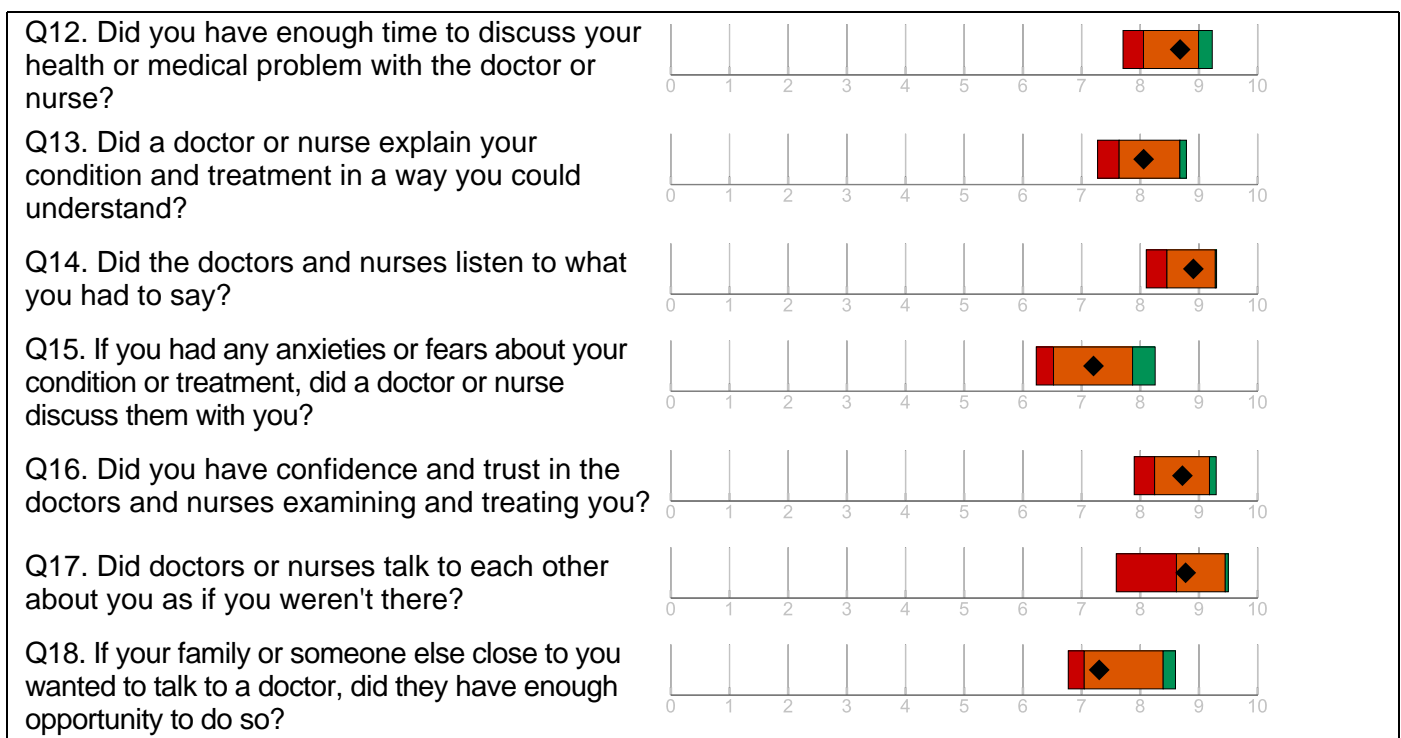 Q12. Did you have enough time to discuss your
health or medical problem with the doctor or
nurse?
0 1 2 3 4 5 6 7 8 9 10
Q13. Did a doctor or nurse explain your
condition and treatment in a way you could
understand?
0 1 2 3 4 5 6 7 8 9 10
Q14. Did the doctors and nurses listen to what
you had to say?
0 1 2 3 4 5 6 7 8 9 10
Q15. If you had any anxieties or fears about your
condition or treatment, did a doctor or nurse
discuss them with you?
0 1 2 3 4 5 6 7 8 9 10
Q16. Did you have confidence and trust in the
doctors and nurses examining and treating you?
0 1 2 3 4 5 6 7 8 9 10
Q17. Did doctors or nurses talk to each other
about you as if you weren't there?
0 1 2 3 4 5 6 7 8 9 10
Q18. If your family or someone else close to you
wanted to talk to a doctor, did they have enough
opportunity to do so?
0 1 2 3 4 5 6 7 8 9 10